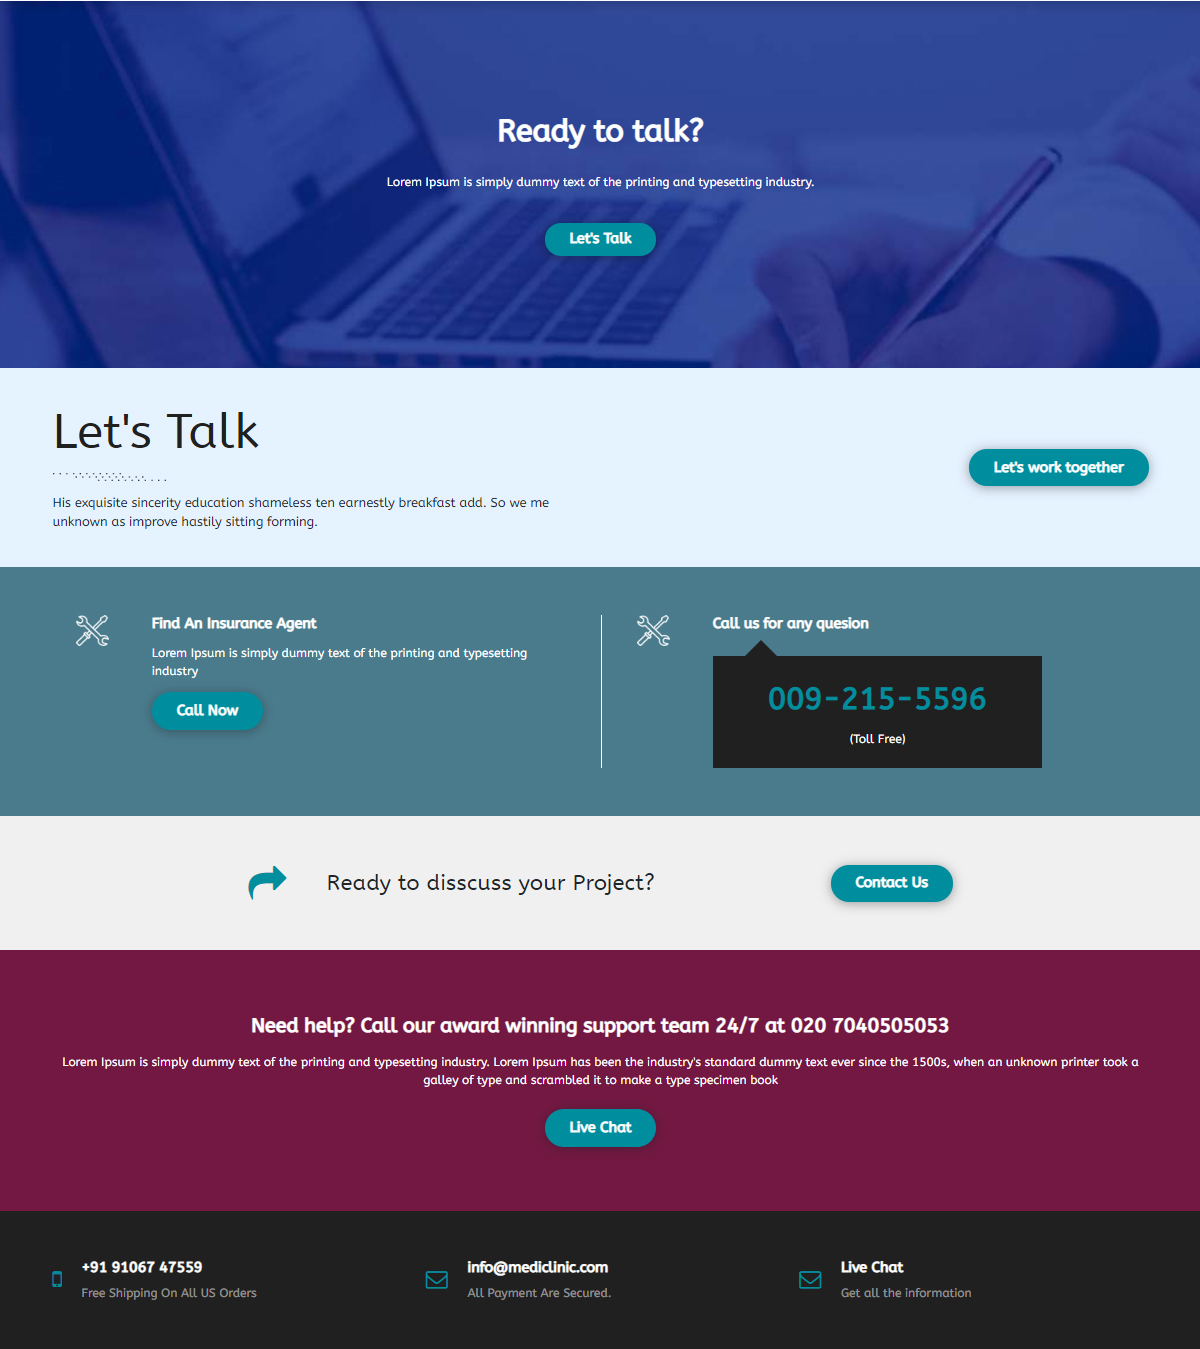 Ready to talk?
Lorem Ipsum is simply dummy text of the printing and typesetting industry.
Let's Talk
Let's Talk
His exquisite sincerity education shameless ten earnestly breakfast add. So we me
unknown as improve hastily sitting forming.
Let's work together
Find An Insurance Agent
Lorem Ipsum is simply dummy text of the printing and typesetting
industry
Call Now
Call us for any quesion
009-215-5596
(Toll Free)
Ready to disscuss your Project?
Contact Us
Need help? Call our award winning support team 24/7 at 020 7040505053
Lorem Ipsum is simply dummy text of the printing and typesetting industry. Lorem Ipsum has been the industry's standard dummy text ever since the 1500s, when an unknown printer took a
galley of type and scrambled it to make a type specimen book
Live Chat
+91 91067 47559
Free Shipping On All US Orders
info@mediclinic.com
All Payment Are Secured.
Live Chat
Get all the information